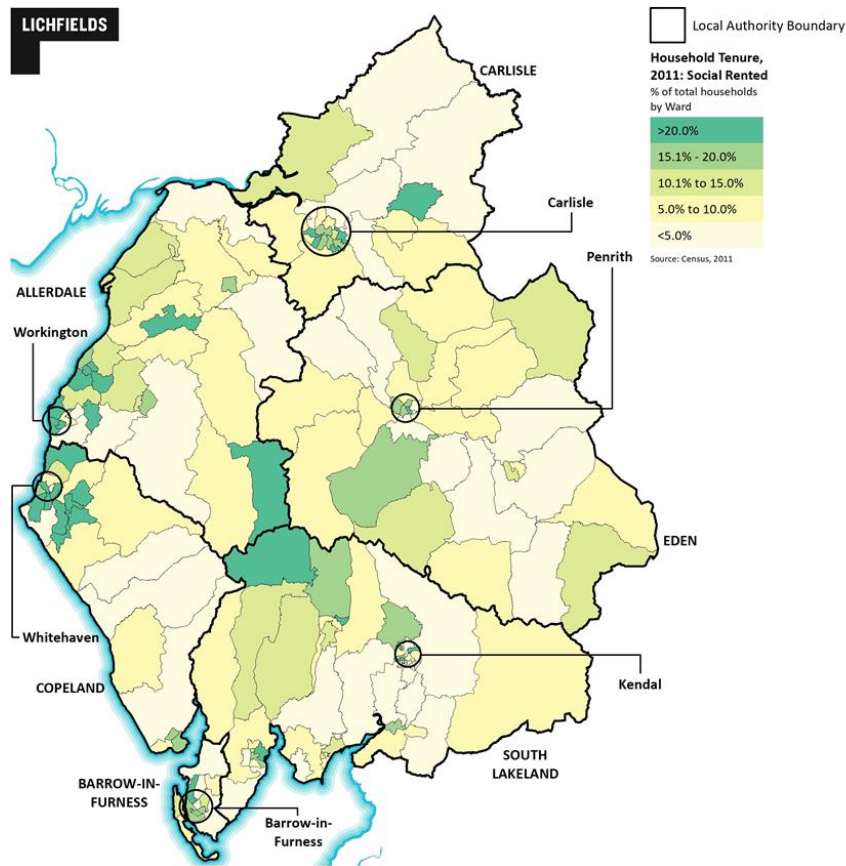 LICHFIELDS
Local Authority Boundary
Household Tenure,
2011: Social Rented
% of total households
by Ward
>20.0%
15.1% - 20.0%
10.1% to 15.0%
5.0% to 10.0%
<5.0%
Source: Census, 2011
CARLISLE
Carlisle
Penrith
ALLERDALE
Workington
EDEN
Whitehaven
Kendal
COPELAND
SOUTH
LAKELAND
BARROW-IN-
FURNESS
Barrow-in-
Furness